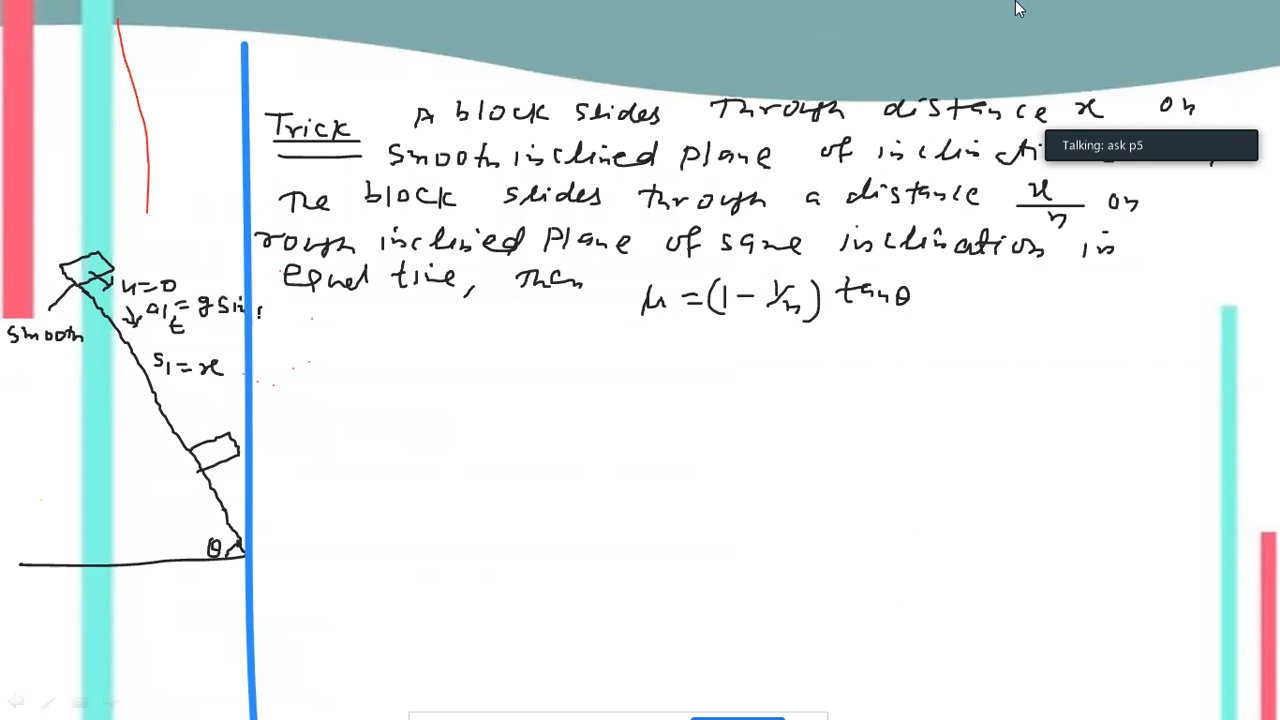 Trick A block slides Through distance x on
Smooth inclined plane of
Talking: ask p5
The block slides through a distance x/n on
rough inclined Plane of same inclination in
equal time, Then μ = (1 - 1/n) tanθ
u=0
a1 = g sin
t
Smooth
S1 = x
θ